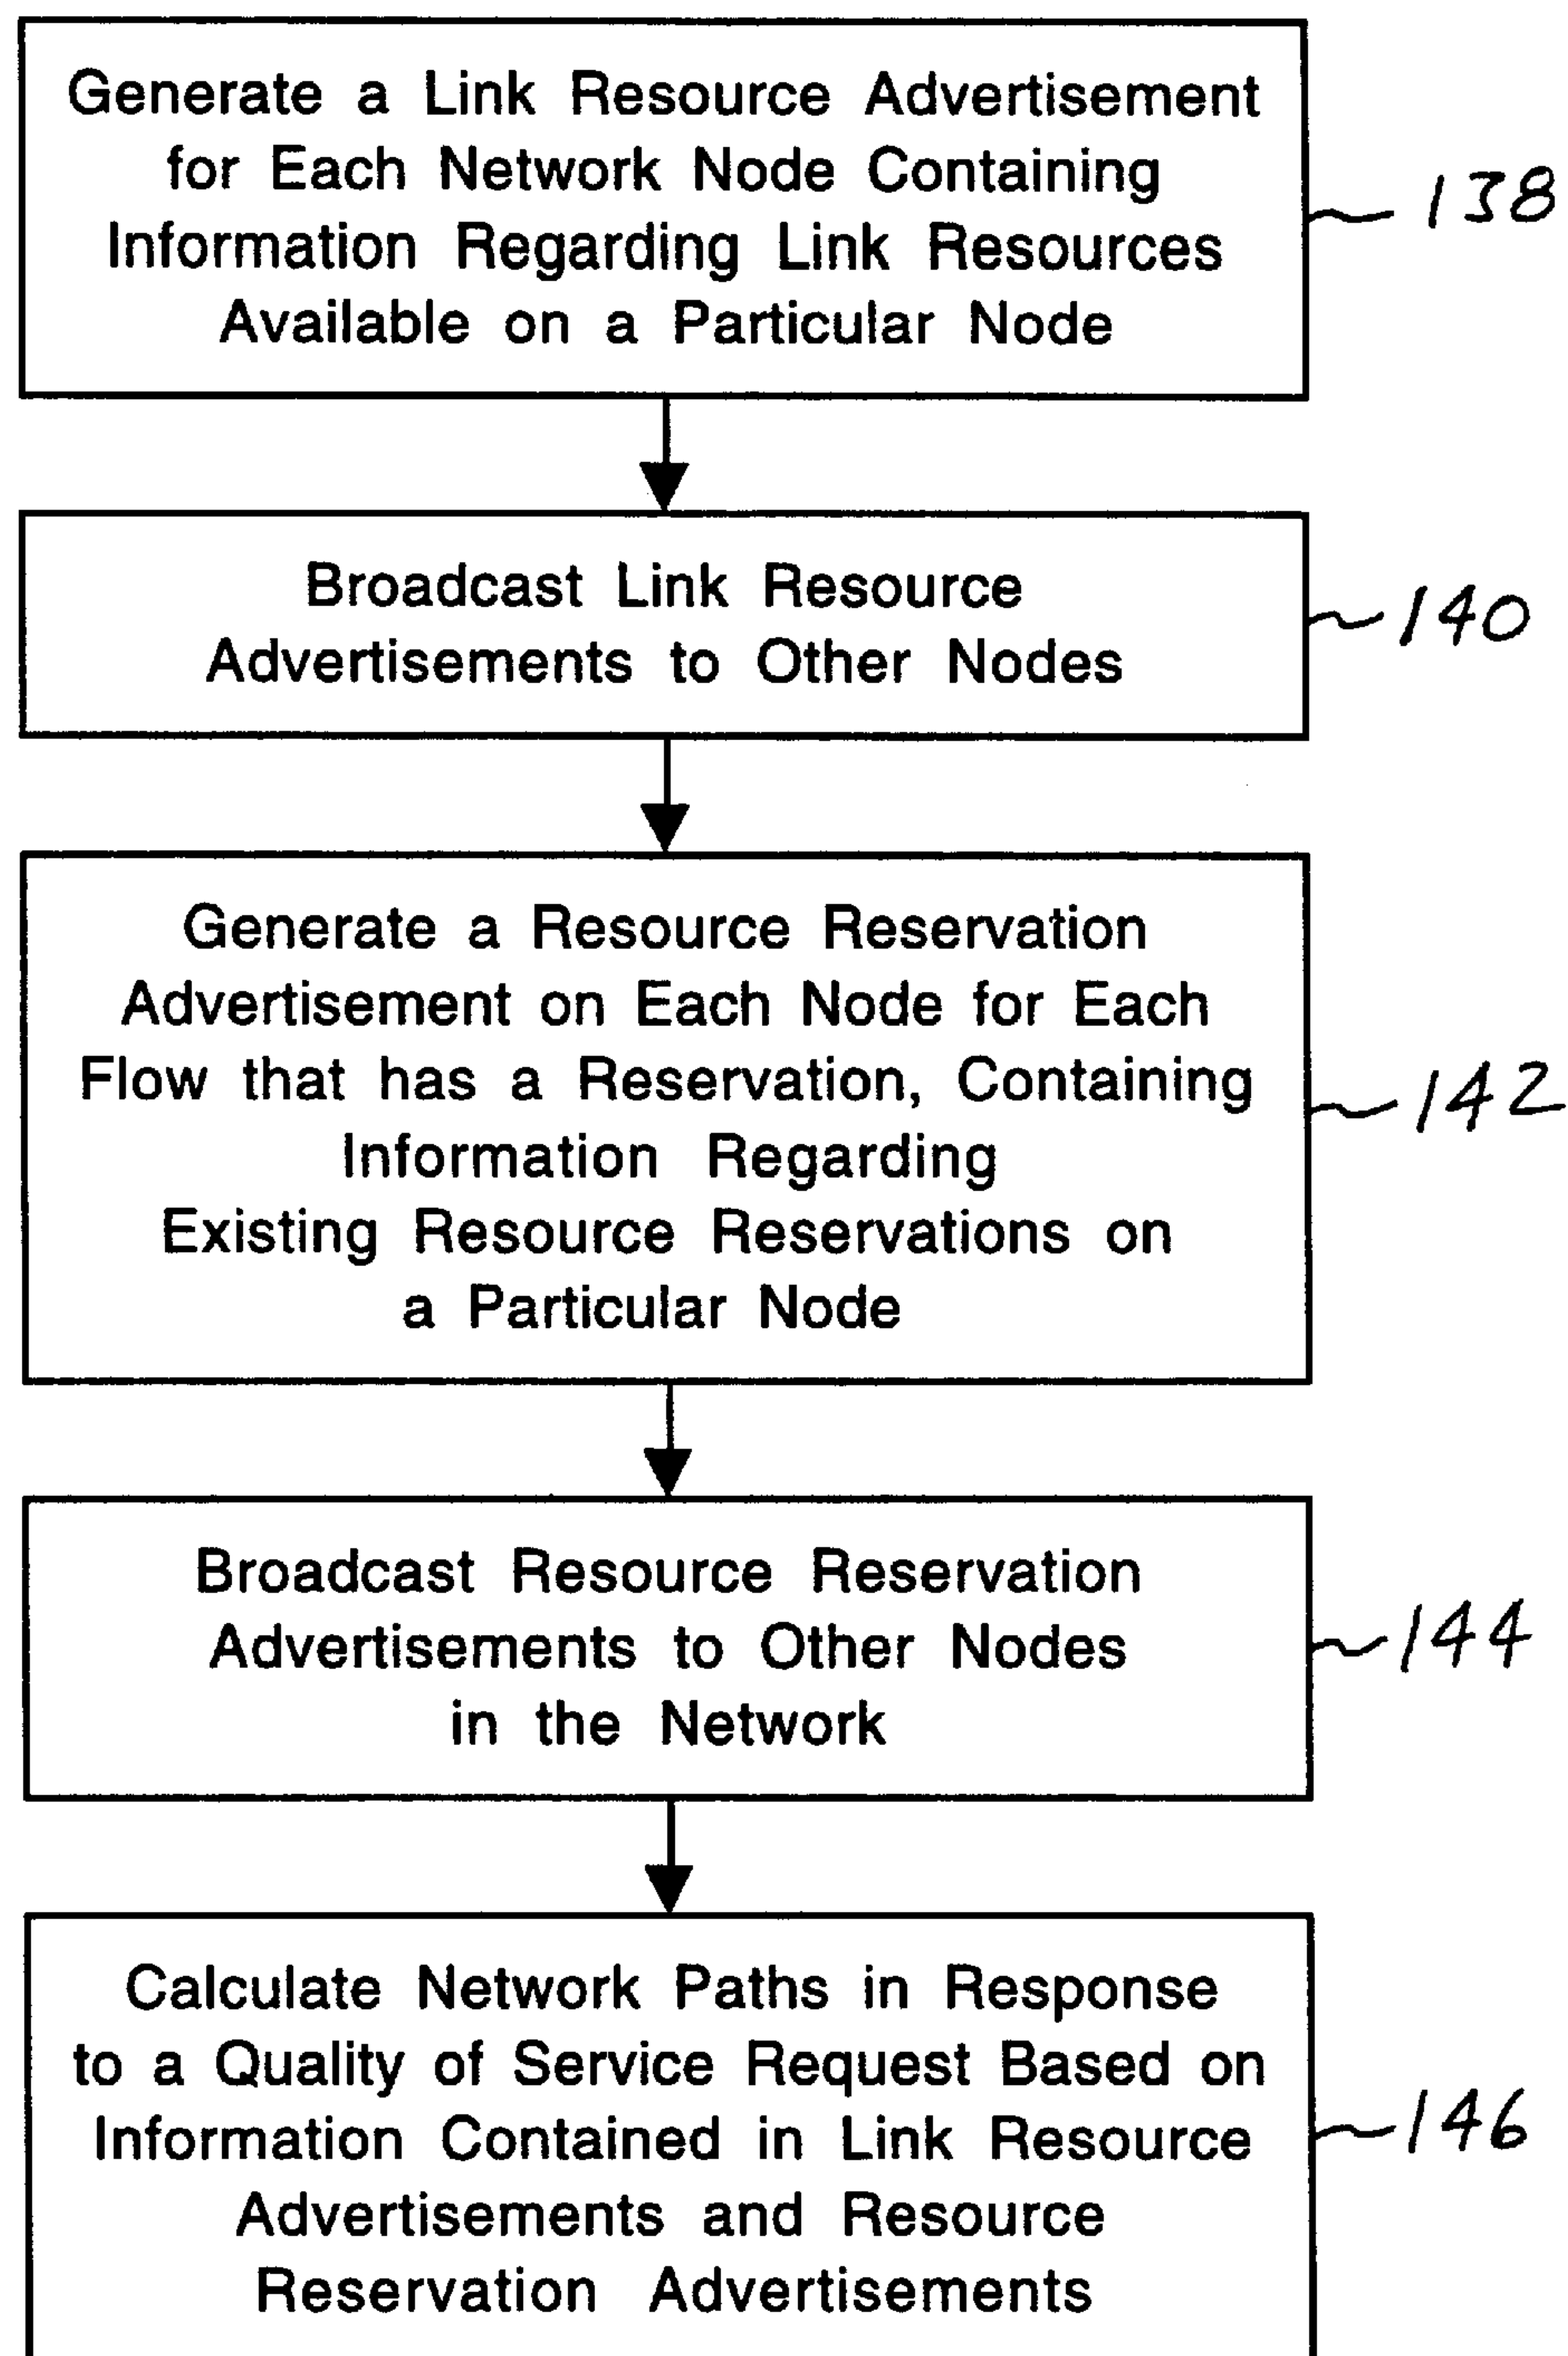 Generate a Link Resource Advertisement
for Each Network Node Containing
Information Regarding Link Resources
Available on a Particular Node
138
Broadcast Link Resource
Advertisements to Other Nodes
140
Generate a Resource Reservation
Advertisement on Each Node for Each
Flow that has a Reservation, Containing
Information Regarding
Existing Resource Reservations on
a Particular Node
142
Broadcast Resource Reservation
Advertisements to Other Nodes
in the Network
144
Calculate Network Paths in Response
to a Quality of Service Request Based on
Information Contained in Link Resource
Advertisements and Resource
Reservation Advertisements
146